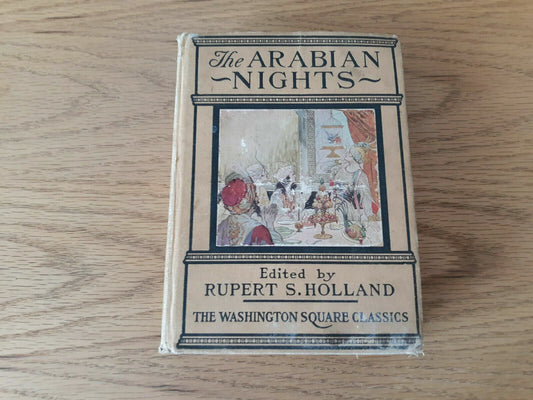 The ARABIAN
~NIGHTS~
Edited by
RUPERT S. HOLLAND
THE WASHINGTON SQUARE CLASSICS